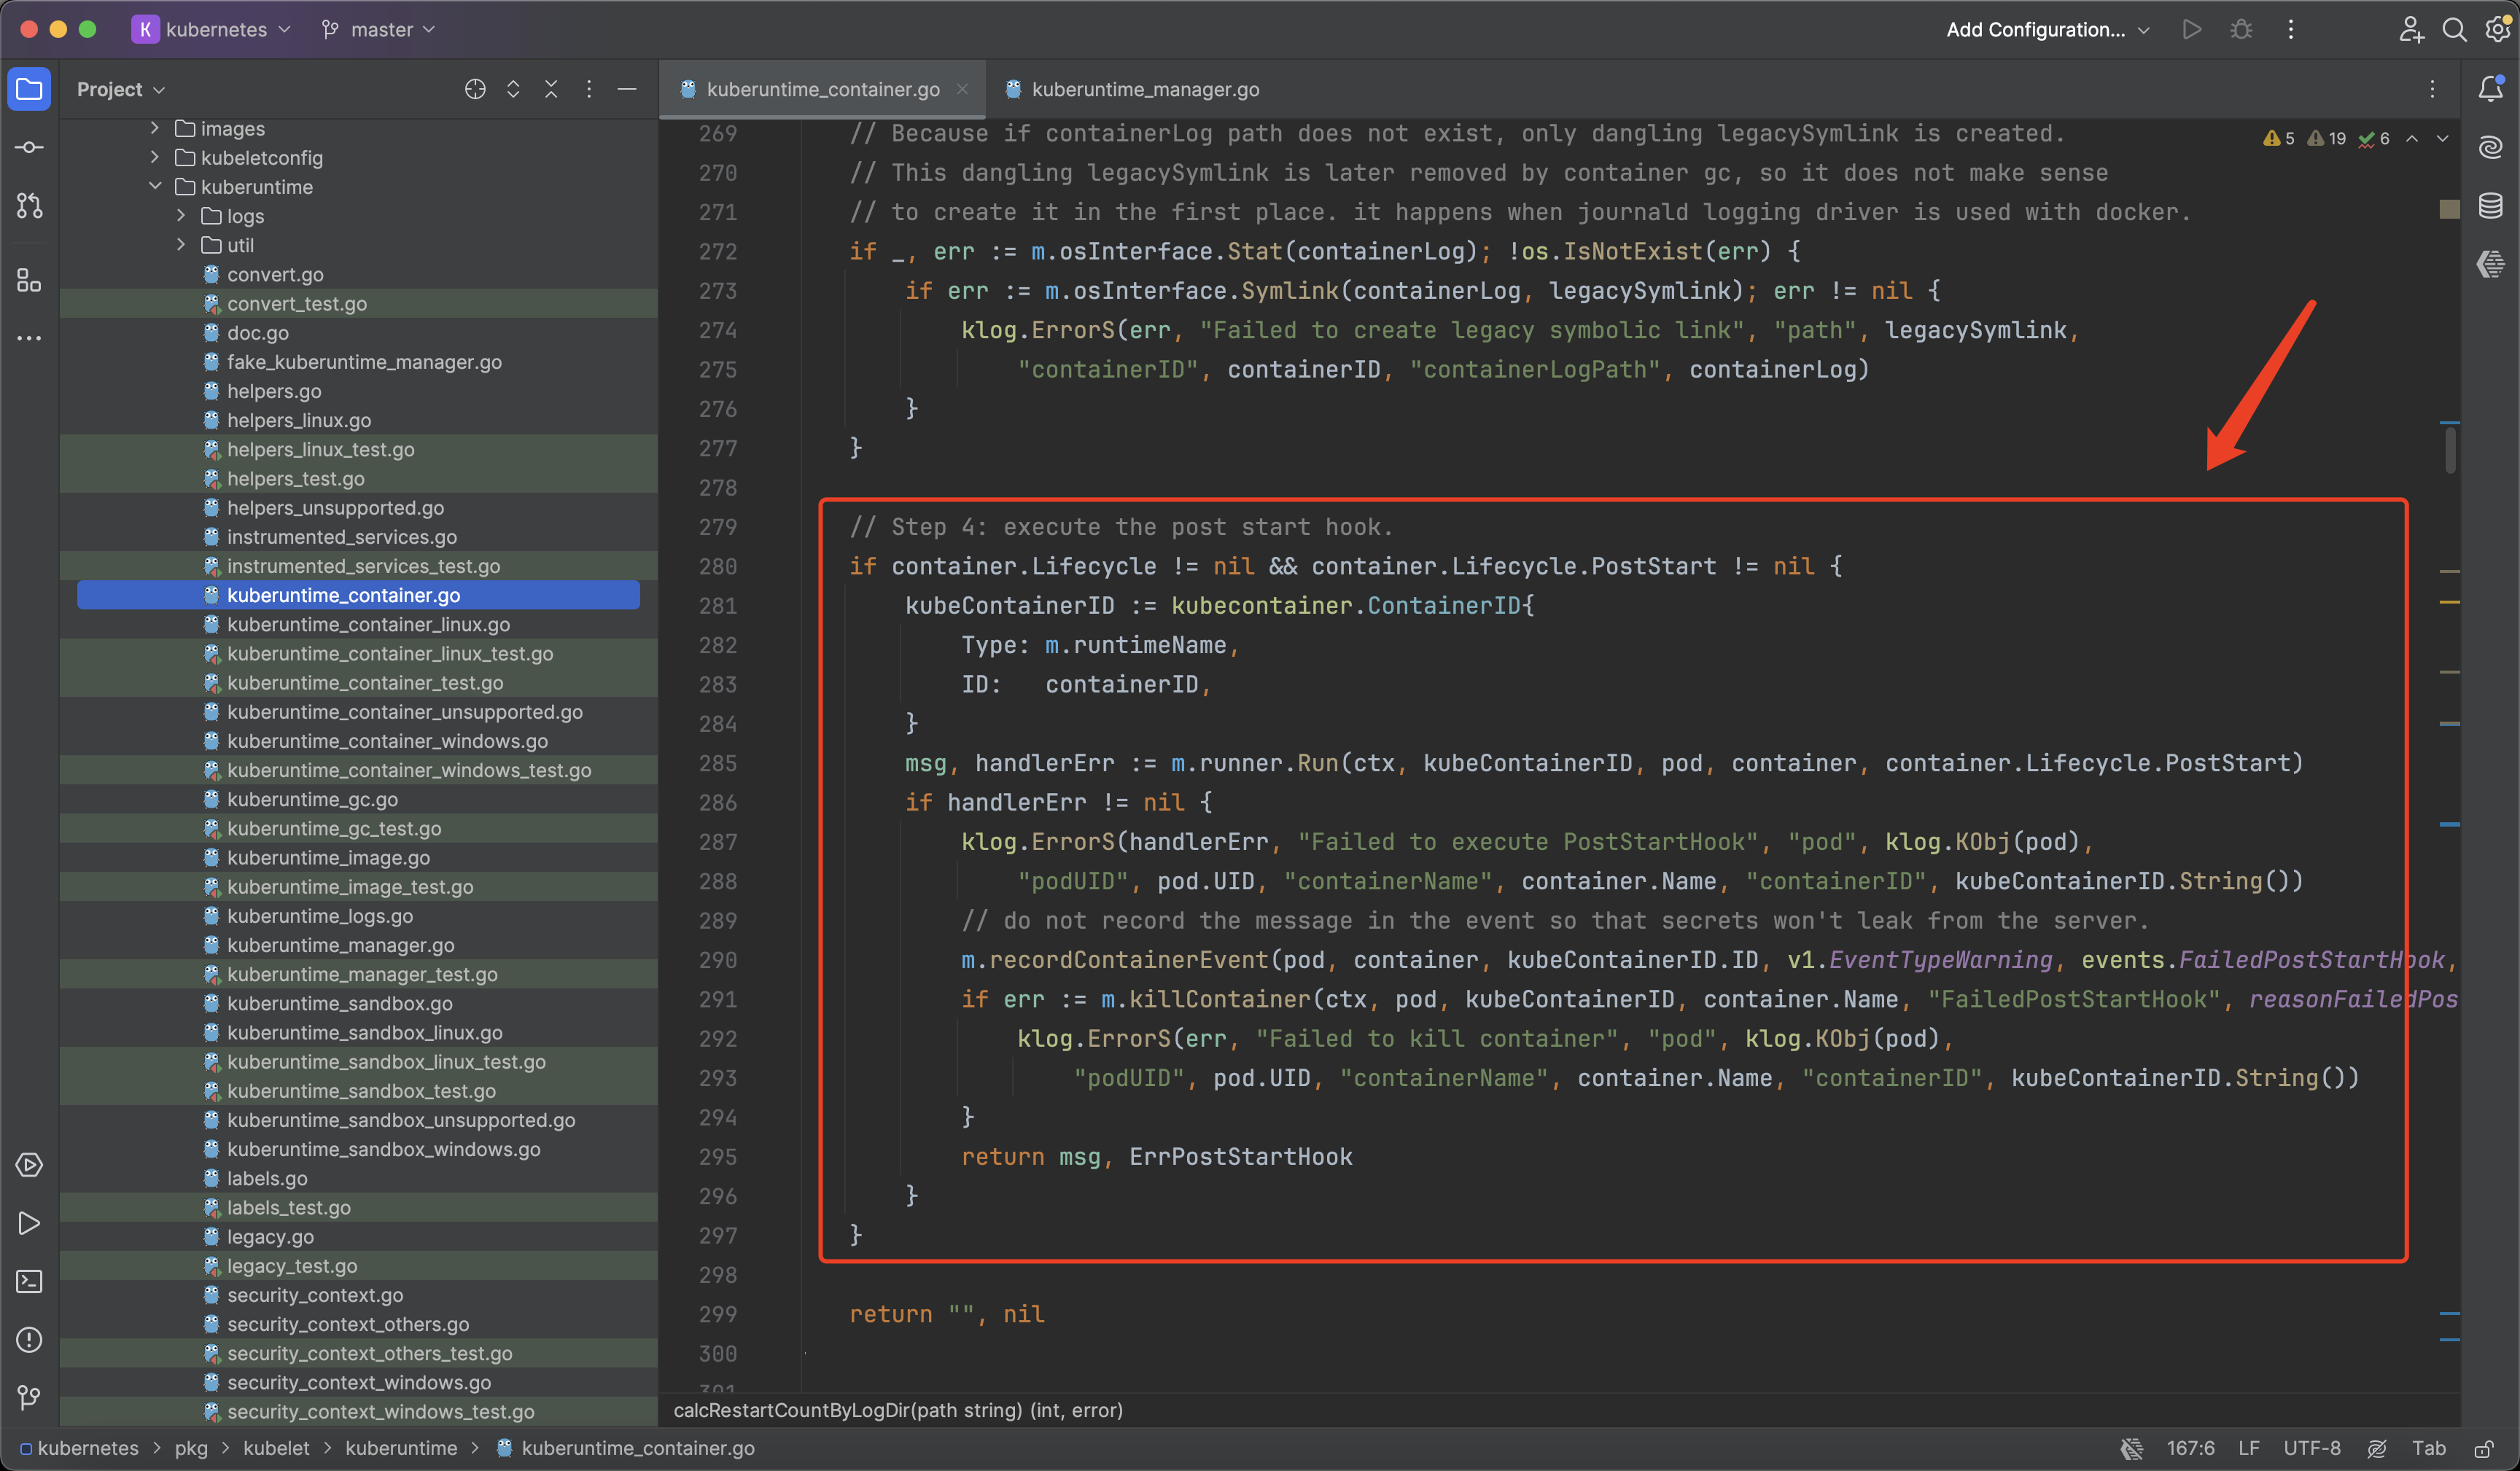 K kubernetes master Add Configuration...
Project
images
kubeletconfig
kuberuntime
logs
util
convert.go
convert_test.go
doc.go
fake_kuberuntime_manager.go
helpers.go
helpers_linux.go
helpers_linux_test.go
helpers_test.go
helpers_unsupported.go
instrumented_services.go
instrumented_services_test.go
kuberuntime_container.go
kuberuntime_container_linux.go
kuberuntime_container_linux_test.go
kuberuntime_container_test.go
kuberuntime_container_unsupported.go
kuberuntime_container_windows.go
kuberuntime_container_windows_test.go
kuberuntime_gc.go
kuberuntime_gc_test.go
kuberuntime_image.go
kuberuntime_image_test.go
kuberuntime_logs.go
kuberuntime_manager.go
kuberuntime_manager_test.go
kuberuntime_sandbox.go
kuberuntime_sandbox_linux.go
kuberuntime_sandbox_linux_test.go
kuberuntime_sandbox_test.go
kuberuntime_sandbox_unsupported.go
kuberuntime_sandbox_windows.go
labels.go
labels_test.go
legacy.go
legacy_test.go
security_context.go
security_context_others.go
security_context_others_test.go
security_context_windows.go
security_context_windows_test.go
kuberuntime_container.go kuberuntime_manager.go
5 19 6
269 // Because if containerLog path does not exist, only dangling legacySymlink is created.
270 // This dangling legacySymlink is later removed by container gc, so it does not make sense
271 // to create it in the first place. it happens when journald logging driver is used with docker.
272 if _, err := m.osInterface.Stat(containerLog); !os.IsNotExist(err) {
273 if err := m.osInterface.Symlink(containerLog, legacySymlink); err != nil {
274 klog.ErrorS(err, "Failed to create legacy symbolic link", "path", legacySymlink,
275 "containerID", containerID, "containerLogPath", containerLog)
276 }
277 }
278
279 // Step 4: execute the post start hook.
280 if container.Lifecycle != nil && container.Lifecycle.PostStart != nil {
281 kubeContainerID := kubecontainer.ContainerID{
282 Type: m.runtimeName,
283 ID: containerID,
284 }
285 msg, handlerErr := m.runner.Run(ctx, kubeContainerID, pod, container, container.Lifecycle.PostStart)
286 if handlerErr != nil {
287 klog.ErrorS(handlerErr, "Failed to execute PostStartHook", "pod", klog.KObj(pod),
288 "podUID", pod.UID, "containerName", container.Name, "containerID", kubeContainerID.String())
289 // do not record the message in the event so that secrets won't leak from the server.
290 m.recordContainerEvent(pod, container, kubeContainerID.ID, v1.EventTypeWarning, events.FailedPostStartHook,
291 if err := m.killContainer(ctx, pod, kubeContainerID, container.Name, "FailedPostStartHook", reasonFailedPos
292 klog.ErrorS(err, "Failed to kill container", "pod", klog.KObj(pod),
293 "podUID", pod.UID, "containerName", container.Name, "containerID", kubeContainerID.String())
294 }
295 return msg, ErrPostStartHook
296 }
297 }
298
299 return "", nil
300
301
calcRestartCountByLogDir(path string) (int, error)
kubernetes > pkg > kubelet > kuberuntime > kuberuntime_container.go 167:6 LF UTF-8 Tab